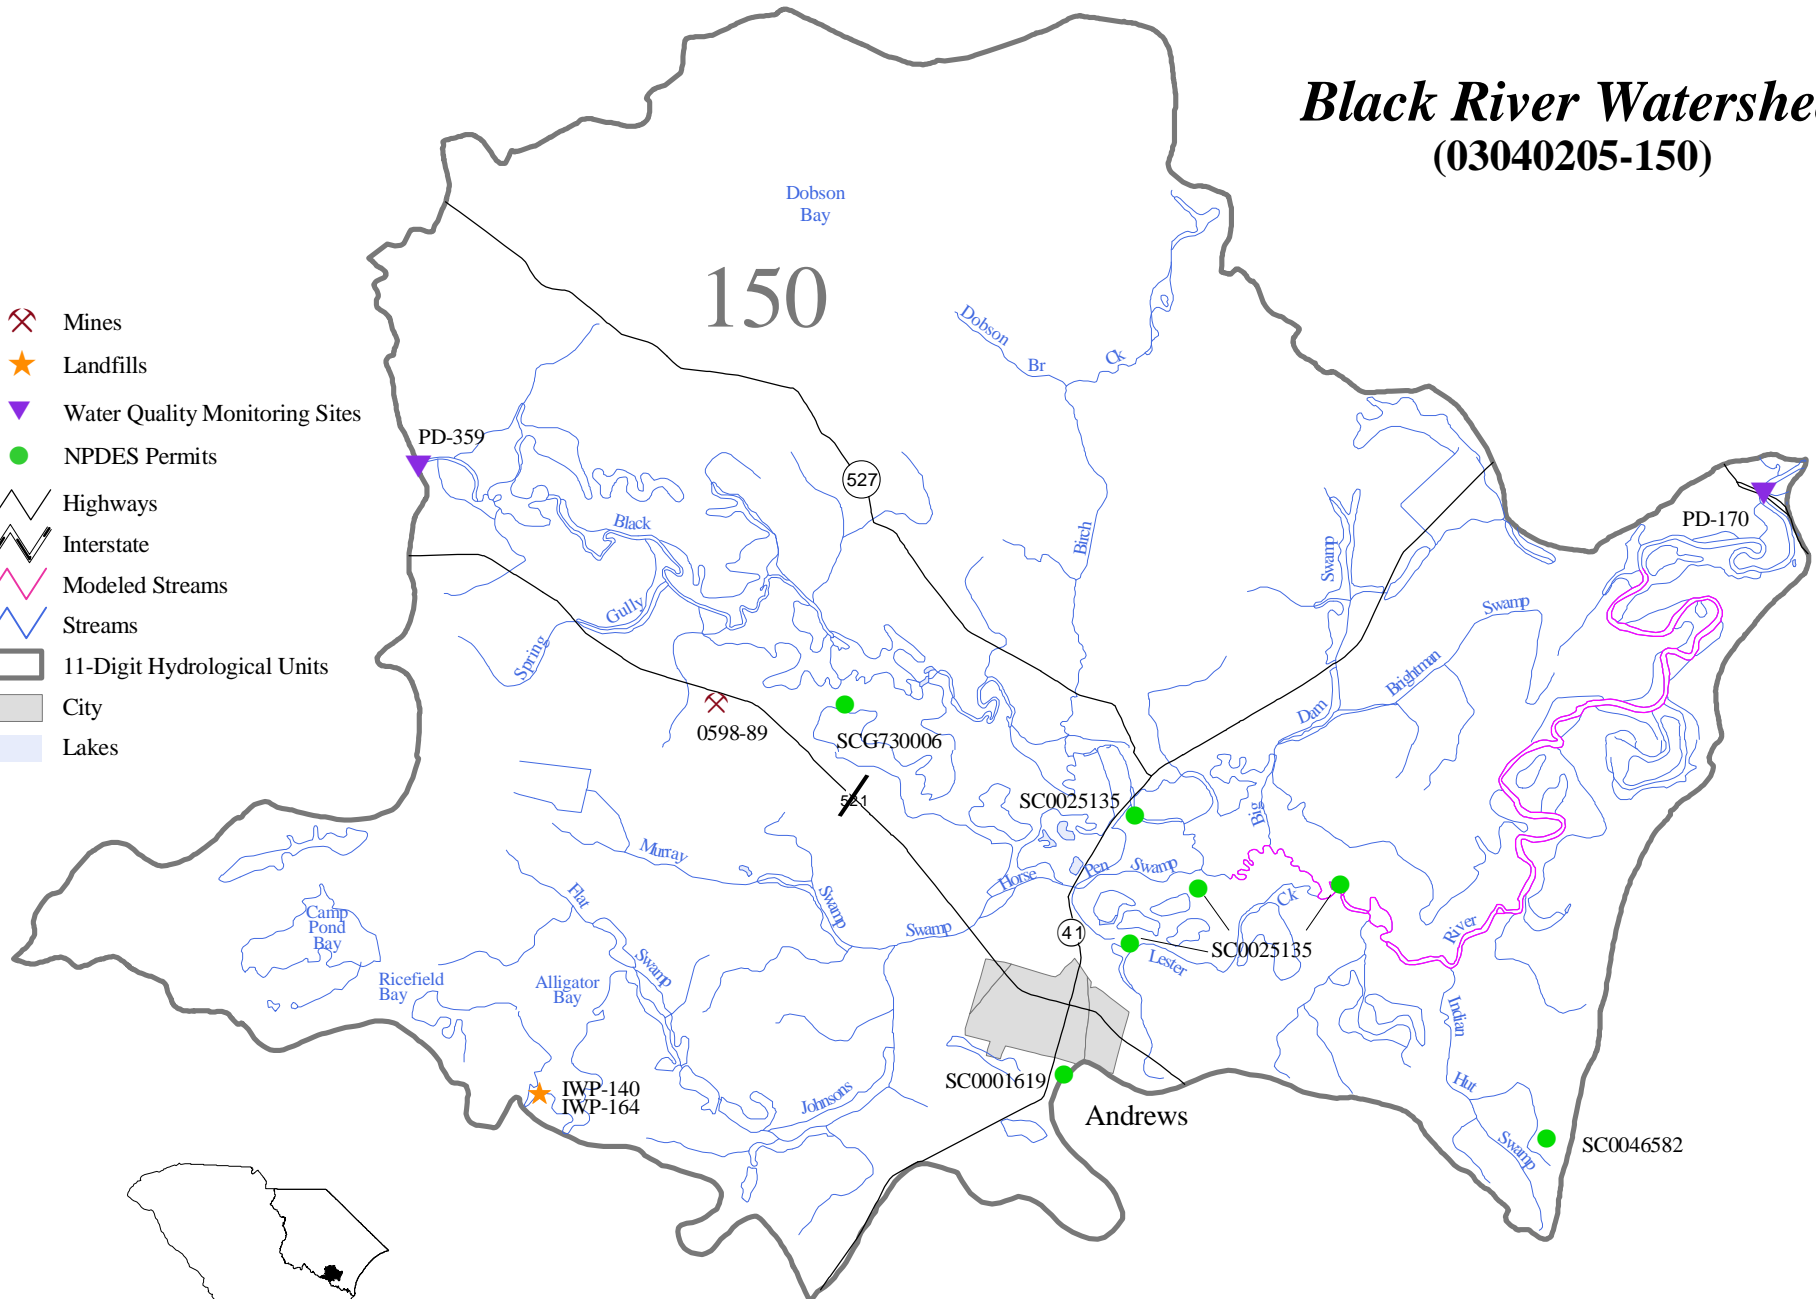 Black River Watershe
(03040205-150)
Dobson
Bay
150
Mines
Landfills
Water Quality Monitoring Sites
NPDES Permits
Highways
Interstate
Modeled Streams
Streams
11-Digit Hydrological Units
City
Lakes
PD-359
527
Dobson
Br
Ck
Birch
Black
Gully
Spring
Swamp
Swamp
Brightman
Dam
Big
PD-170
0598-89
SCG730006
521
SC0025135
Murray
Swamp
Swamp
Horse
Pen
Swamp
Ck
41
SC0025135
Lester
River
Flat
Swamp
Camp
Pond
Bay
Ricefield
Bay
Alligator
Bay
Indian
Hut
Swamp
IWP-140
IWP-164
Johnsons
SC0001619
Andrews
SC0046582